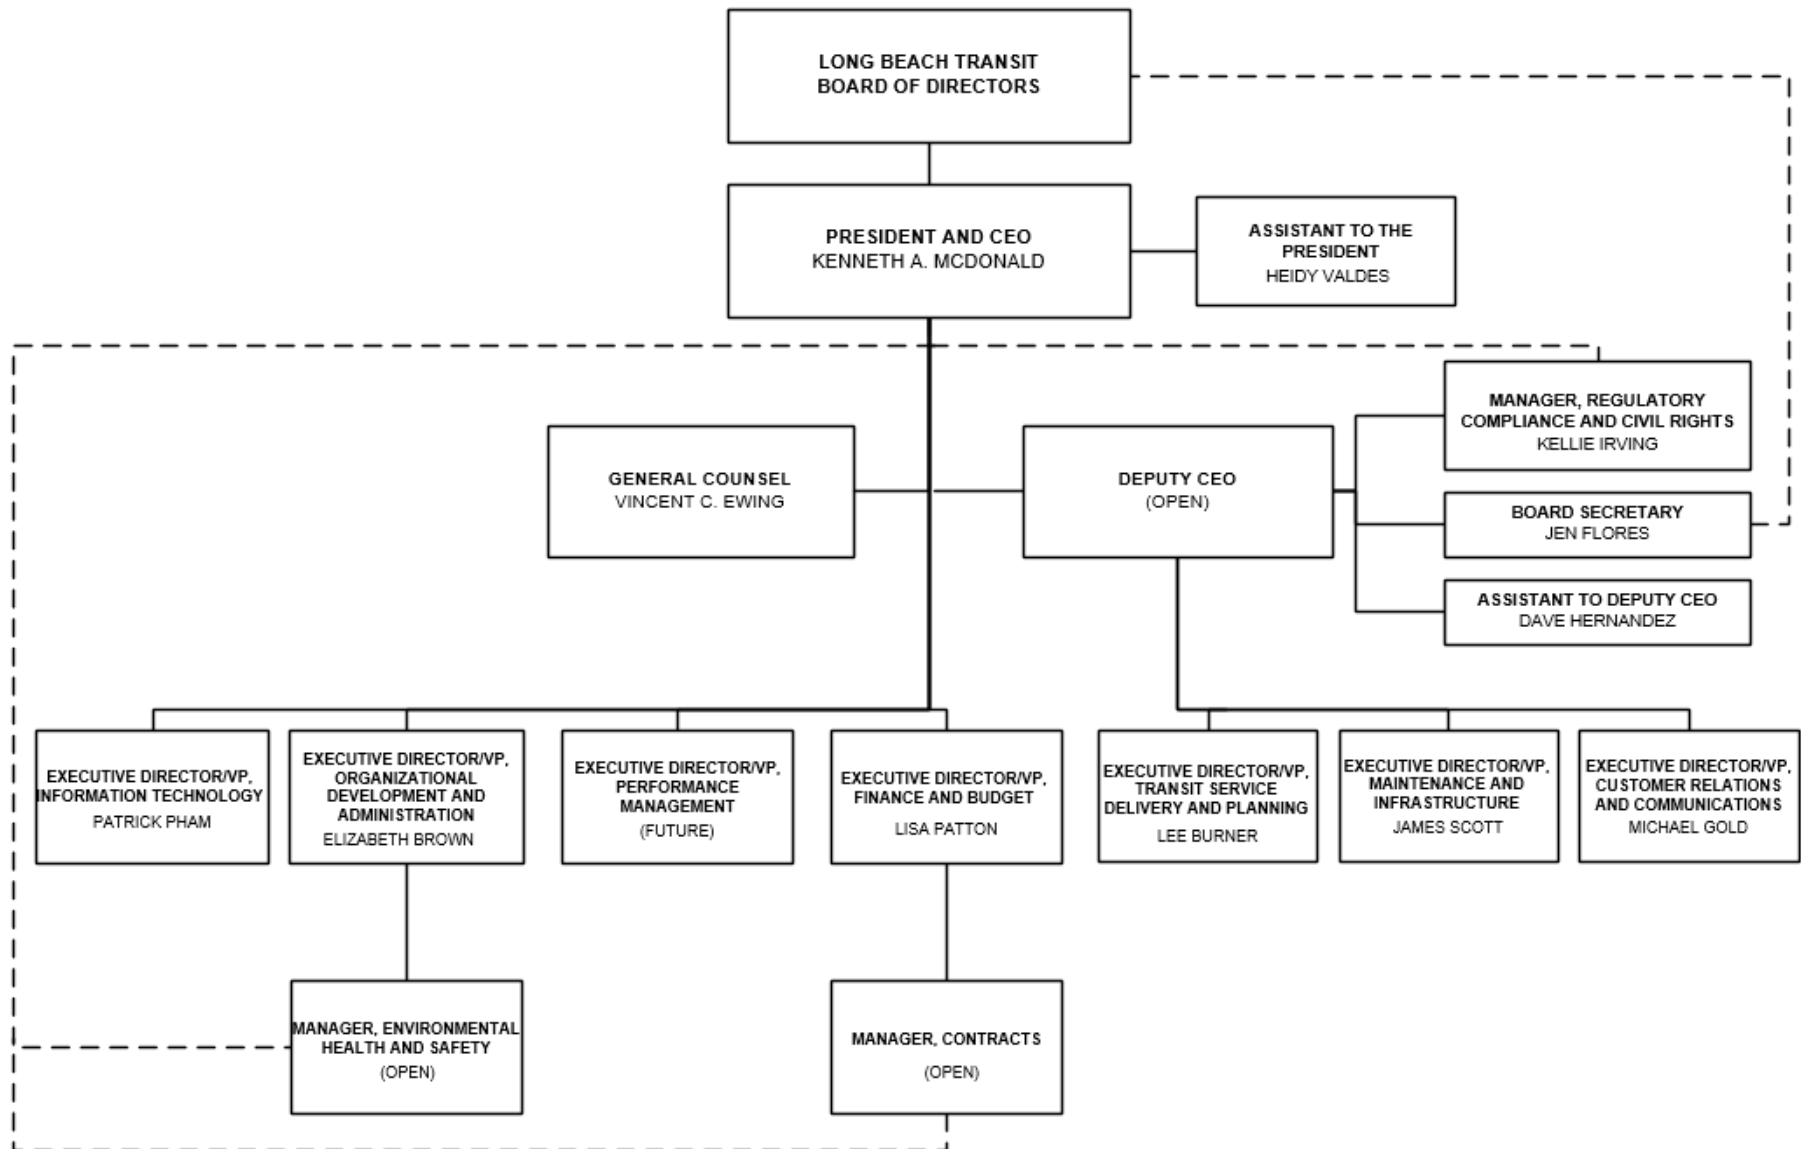 LONG BEACH TRANSIT
BOARD OF DIRECTORS
PRESIDENT AND CEO
KENNETH A. MCDONALD
ASSISTANT TO THE
PRESIDENT
HEIDY VALDES
MANAGER, REGULATORY
COMPLIANCE AND CIVIL RIGHTS
KELLIE IRVING
GENERAL COUNSEL
VINCENT C. EWING
DEPUTY CEO
(OPEN)
BOARD SECRETARY
JEN FLORES
ASSISTANT TO DEPUTY CEO
DAVE HERNANDEZ
EXECUTIVE DIRECTOR/VP,
INFORMATION TECHNOLOGY
PATRICK PHAM
EXECUTIVE DIRECTOR/VP,
ORGANIZATIONAL
DEVELOPMENT AND
ADMINISTRATION
ELIZABETH BROWN
EXECUTIVE DIRECTOR/VP,
PERFORMANCE
MANAGEMENT
(FUTURE)
EXECUTIVE DIRECTOR/VP,
FINANCE AND BUDGET
LISA PATTON
EXECUTIVE DIRECTOR/VP,
TRANSIT SERVICE
DELIVERY AND PLANNING
LEE BURNER
EXECUTIVE DIRECTOR/VP,
MAINTENANCE AND
INFRASTRUCTURE
JAMES SCOTT
EXECUTIVE DIRECTOR/VP,
CUSTOMER RELATIONS
AND COMMUNICATIONS
MICHAEL GOLD
MANAGER, ENVIRONMENTAL
HEALTH AND SAFETY
(OPEN)
MANAGER, CONTRACTS
(OPEN)